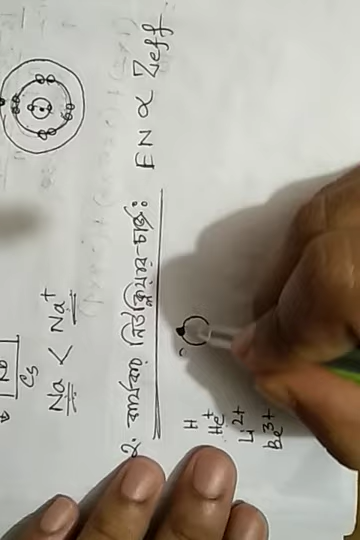 Cs
Na < Na⁺
২. কার্যকর নিউক্লিয়ার চার্জ: EN ∝ Zeff
H
He⁺
Li²⁺
Be³⁺